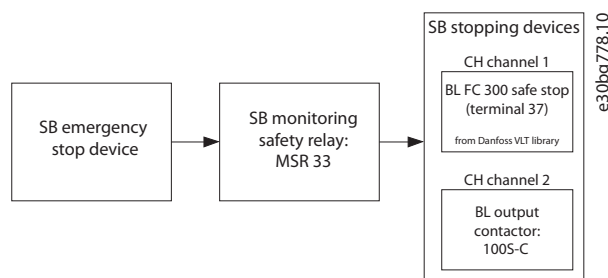 SB emergency
stop device
SB monitoring
safety relay:
MSR 33
SB stopping devices
CH channel 1
BL FC 300 safe stop
(terminal 37)
from Danfoss VLT library
CH channel 2
BL output
contactor:
100S-C
e30bg778.10